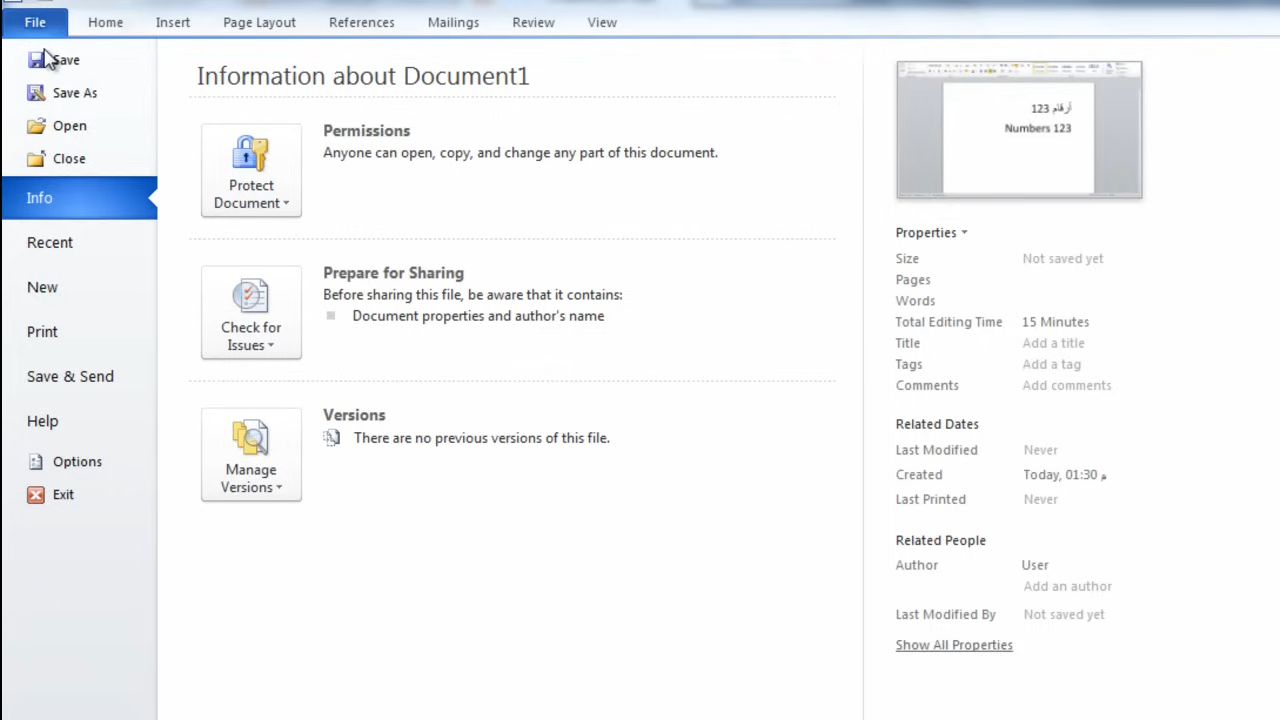 File Home Insert Page Layout References Mailings Review View
Save
Save As
Open
Close
Info
Recent
New
Print
Save & Send
Help
Options
Exit
Information about Document1
Protect Document
Permissions
Anyone can open, copy, and change any part of this document.
Check for Issues
Prepare for Sharing
Before sharing this file, be aware that it contains:
Document properties and author's name
Manage Versions
Versions
There are no previous versions of this file.
أرقام 123
Numbers 123
Properties
Size Not saved yet
Pages
Words
Total Editing Time 15 Minutes
Title Add a title
Tags Add a tag
Comments Add comments
Related Dates
Last Modified Never
Created Today, 01:30 م
Last Printed Never
Related People
Author User
Add an author
Last Modified By Not saved yet
Show All Properties